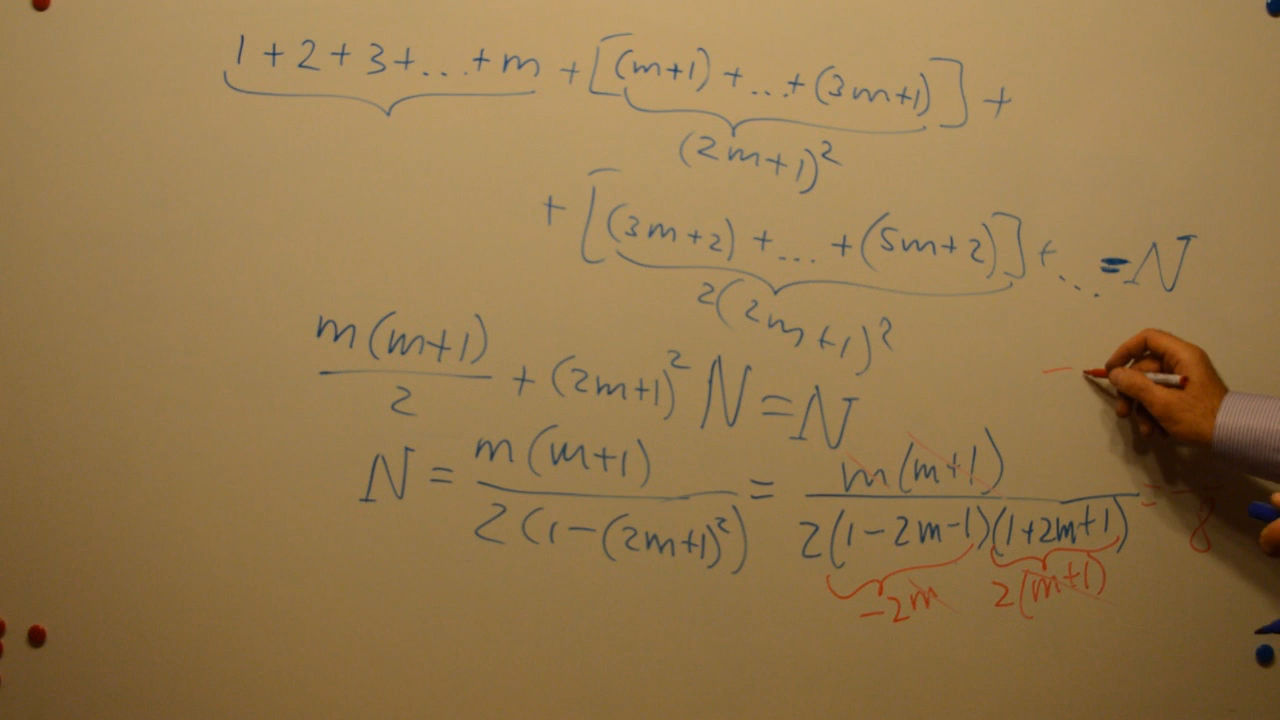 1 + 2 + 3 + ... + m + [(m+1) + ... + (3m+1)] +
(2m+1)²
+ [(3m+2) + ... + (5m+2)] + ... = N
2(2m+1)²
m(m+1)/2 + (2m+1)² N = N
N = m(m+1)/2(1-(2m+1)²) = m(m+1)/2(1-2m-1)(1+2m+1) = - 8
-2m 2(m+1)